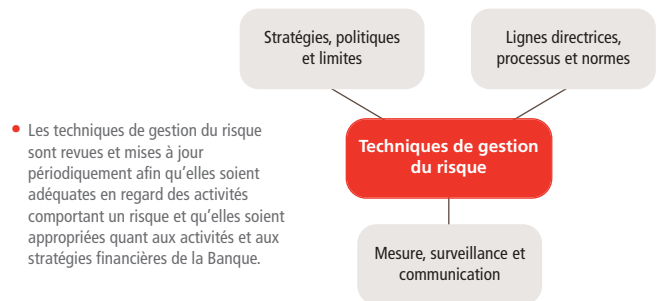 Stratégies, politiques
et limites
Lignes directrices,
processus et normes
• Les techniques de gestion du risque
sont revues et mises à jour
périodiquement afin qu'elles soient
adéquates en regard des activités
comportant un risque et qu'elles soient
appropriées quant aux activités et aux
stratégies financières de la Banque.
Techniques de gestion
du risque
Mesure, surveillance et
communication